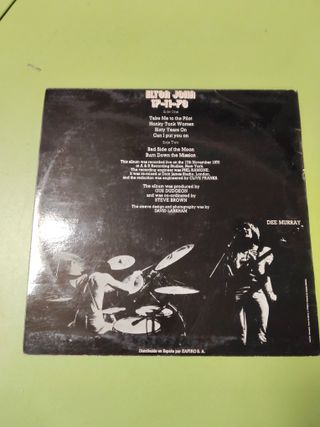 ELTON JOHN
17-11-70
Side One
Take Me to the Pilot
Honky Tonk Women
Sixty Years On
Can I put you on
Side Two
Bad Side of the Moon
Burn Down the Mission
This album was recorded live on the 17th November 1970
at A & R Recording Studios, New York.
The recording engineer was PHIL RAMONE.
It was re-mixed at Dick James Studio, London,
and the reduction was engineered by CLIVE FRANKS.
The album was produced by
GUS DUDGEON
and was co-ordinated by
STEVE BROWN
The sleeve design and photography was by
DAVID LARKHAM
DEE MURRAY
Distribuido en España por ZAFIRO S. A.